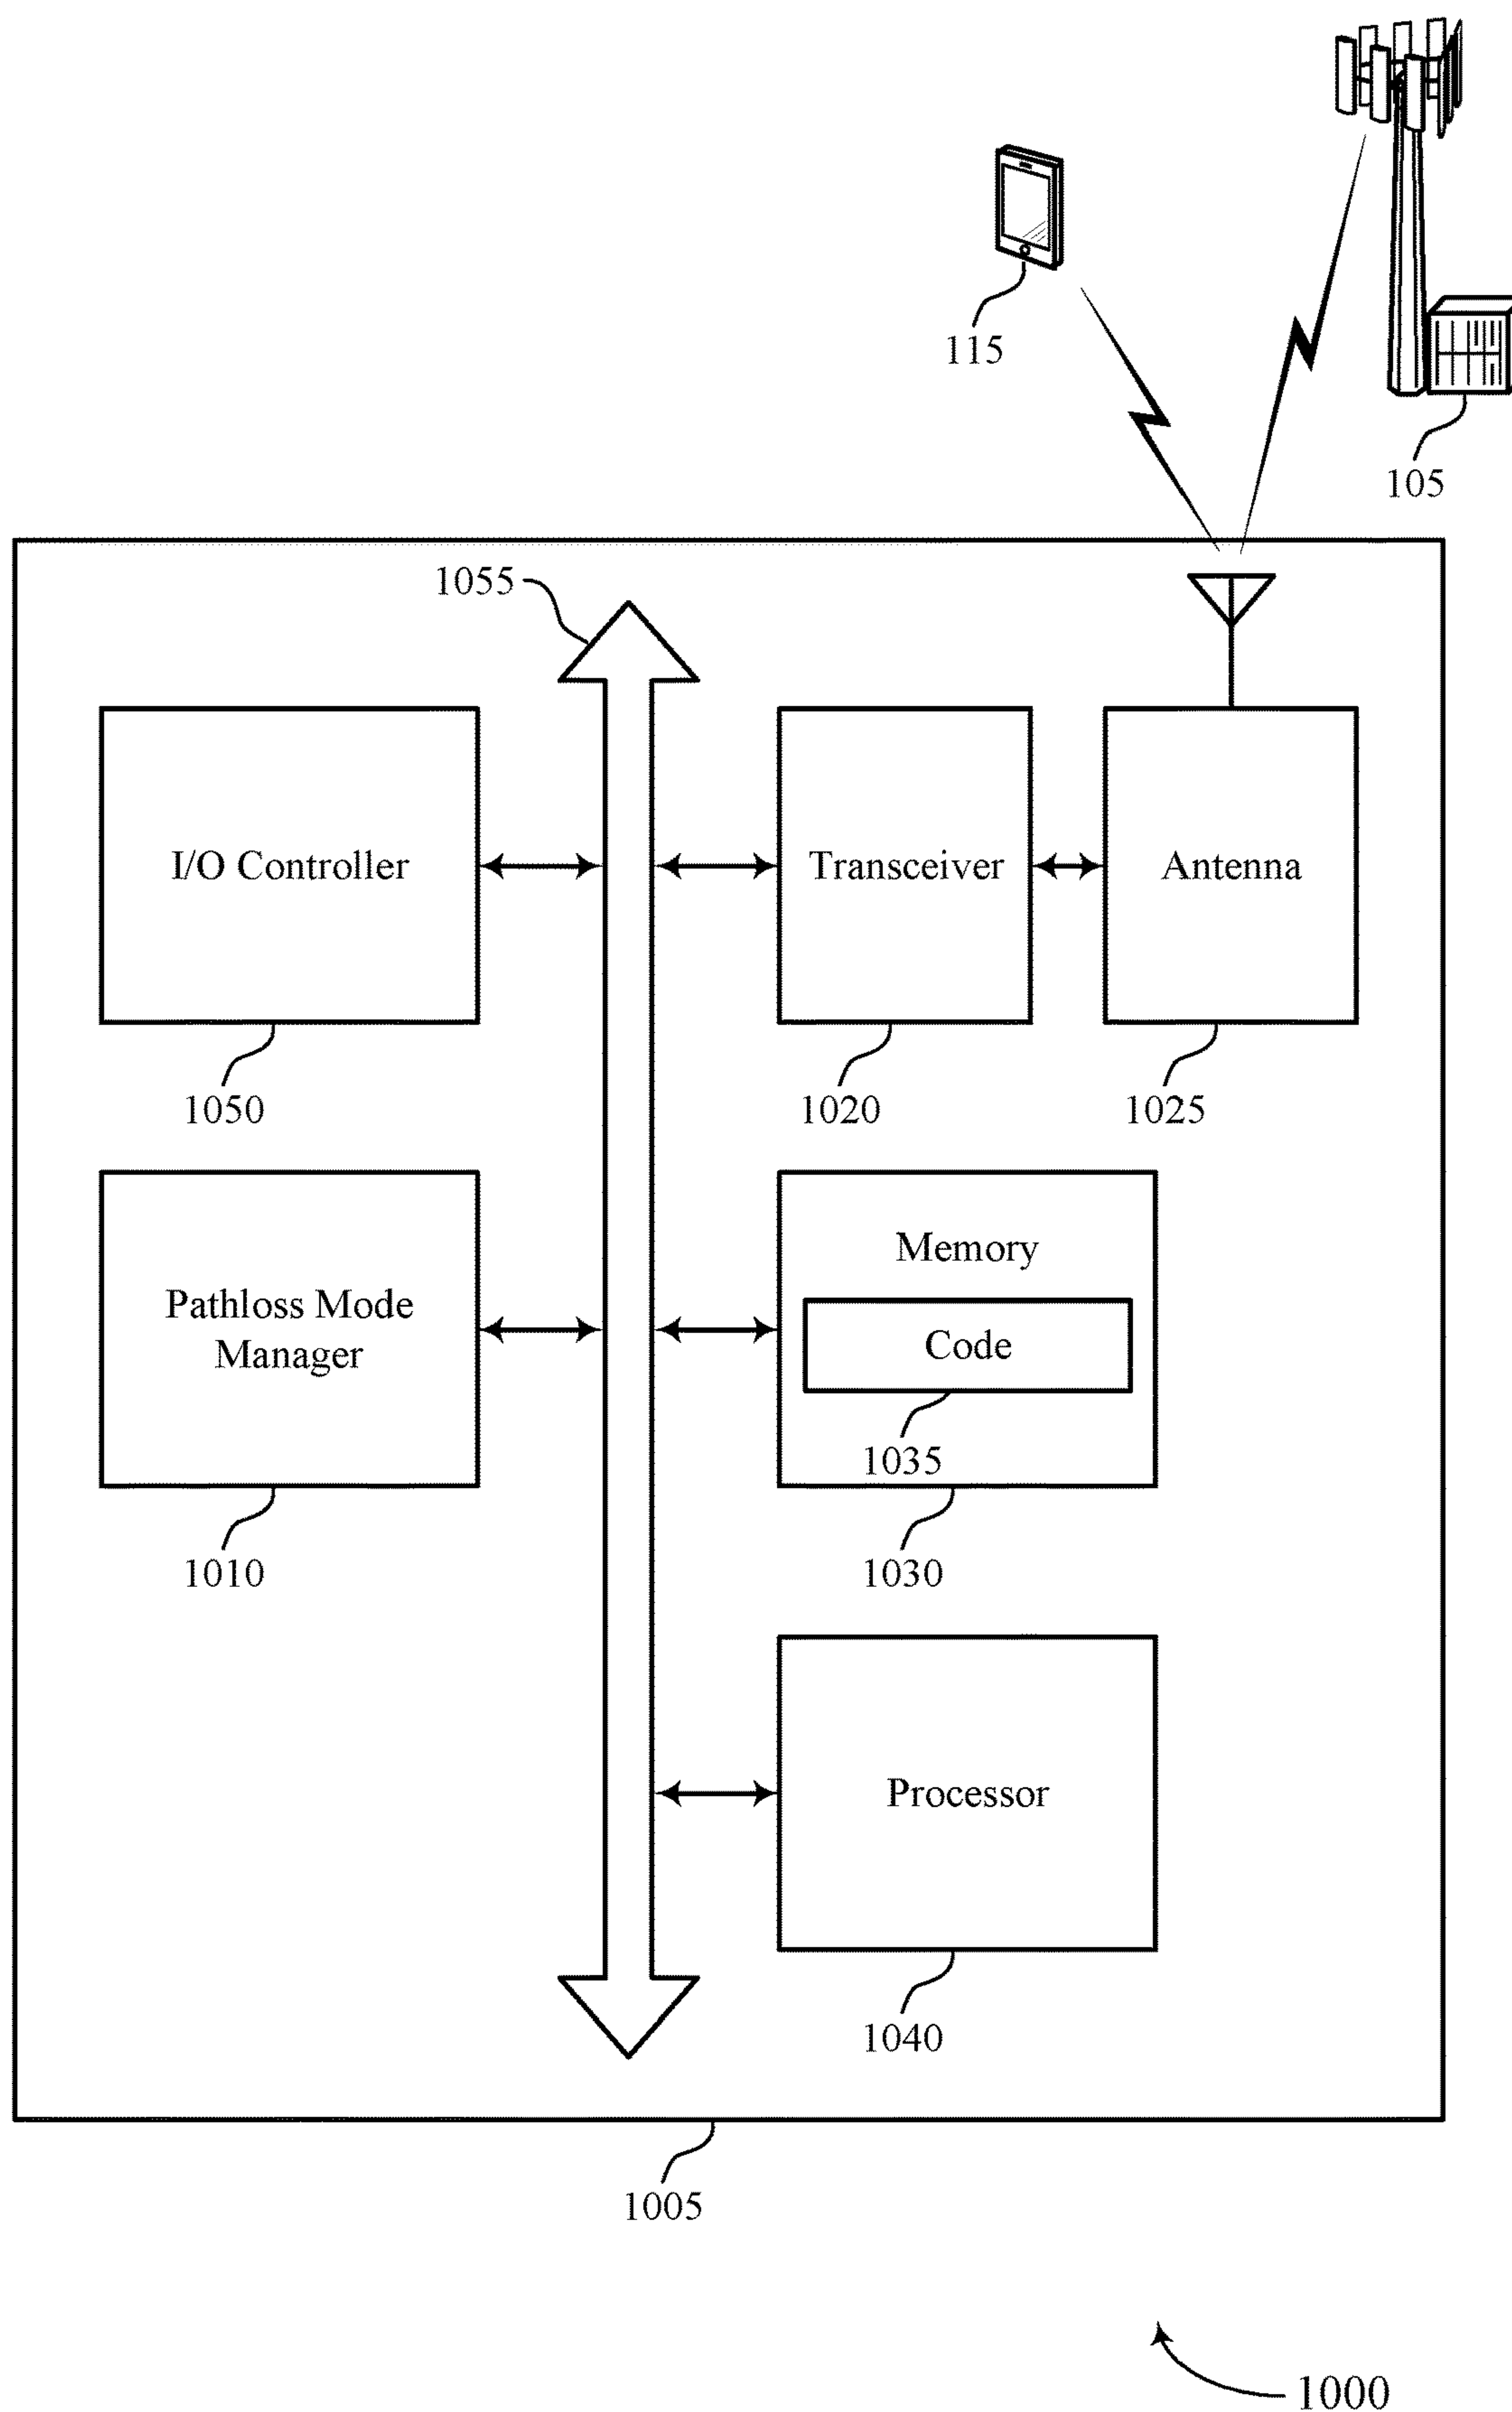 115
105
1055
I/O Controller
Transceiver
Antenna
1050
1020
1025
Pathloss Mode
Manager
Memory
Code
1035
1010
1030
Processor
1040
1005
1000